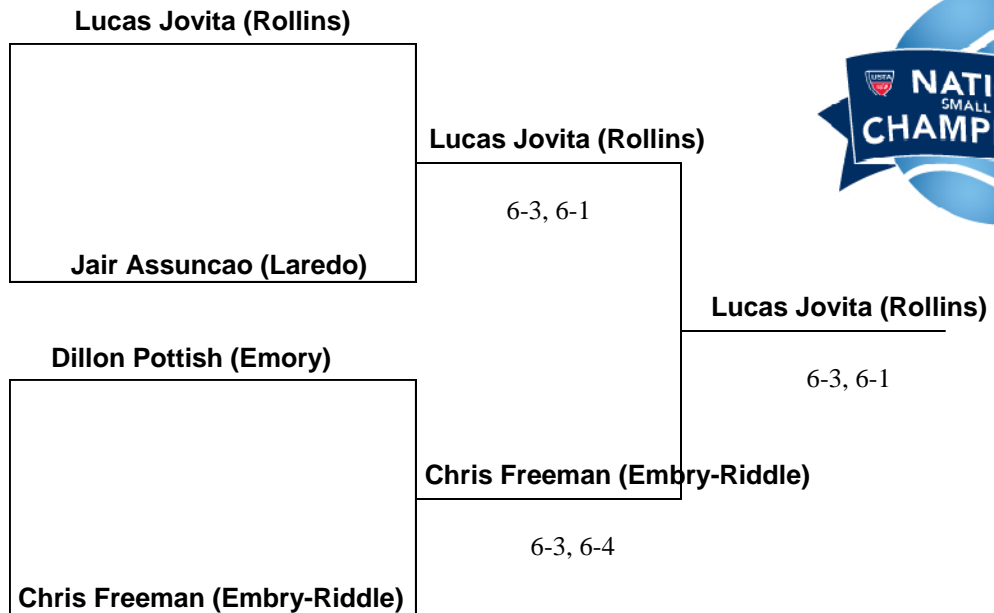 Lucas Jovita (Rollins)
USTA
NATI
SMALL
CHAMP
Lucas Jovita (Rollins)
6-3, 6-1
Jair Assuncao (Laredo)
Lucas Jovita (Rollins)
Dillon Pottish (Emory)
6-3, 6-1
Chris Freeman (Embry-Riddle)
6-3, 6-4
Chris Freeman (Embry-Riddle)